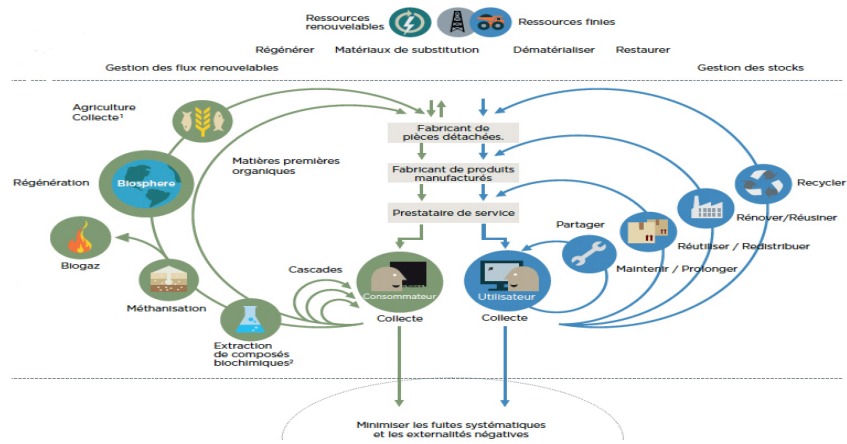 Ressources
renouvelables
Ressources finies
Régénérer
Matériaux de substitution
Dématérialiser
Restaurer
Gestion des flux renouvelables
Gestion des stocks
Agriculture
Collecte¹
Fabricant de
pièces détachées.
Matières premières
organiques
Fabricant de produits
manufacturés
Régénération
Biosphere
Recycler
Prestataire de service
Partager
Rénover/Réusiner
Réutiliser / Redistribuer
Biogaz
Cascades
Maintenir / Prolonger
Consommateur
Utilisateur
Méthanisation
Collecte
Collecte
Extraction
de composés
biochimiques²
Minimiser les fuites systématiques
et les externalités négatives